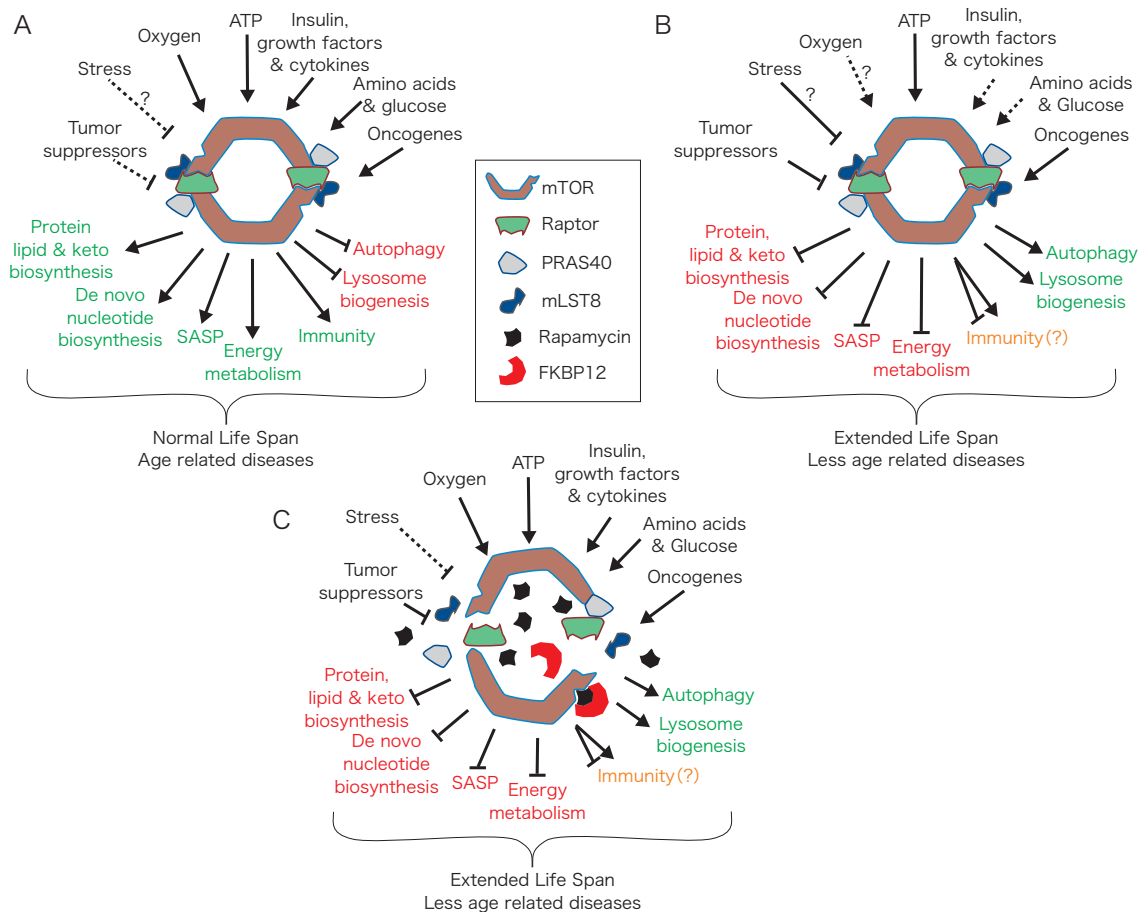 A
Oxygen
ATP
Insulin,
growth factors
& cytokines
Stress
?
Amino acids
& glucose
Tumor
suppressors
Oncogenes
Protein
lipid & keto
biosynthesis
De novo
nucleotide
biosynthesis
SASP
Energy
metabolism
Immunity
Autophagy
Lysosome
biogenesis
Normal Life Span
Age related diseases
mTOR
Raptor
PRAS40
mLST8
Rapamycin
FKBP12
B
Oxygen
?
ATP
Insulin,
growth factors
& cytokines
Stress
?
Amino acids
& Glucose
Tumor
suppressors
Oncogenes
Protein,
lipid & keto
biosynthesis
De novo
nucleotide
biosynthesis
SASP
Energy
metabolism
Immunity(?)
Autophagy
Lysosome
biogenesis
Extended Life Span
Less age related diseases
C
Oxygen
ATP
Insulin,
growth factors
& cytokines
Stress
Amino acids
& Glucose
Tumor
suppressors
Oncogenes
Protein,
lipid & keto
biosynthesis
De novo
nucleotide
biosynthesis
SASP
Energy
metabolism
Immunity(?)
Autophagy
Lysosome
biogenesis
Extended Life Span
Less age related diseases